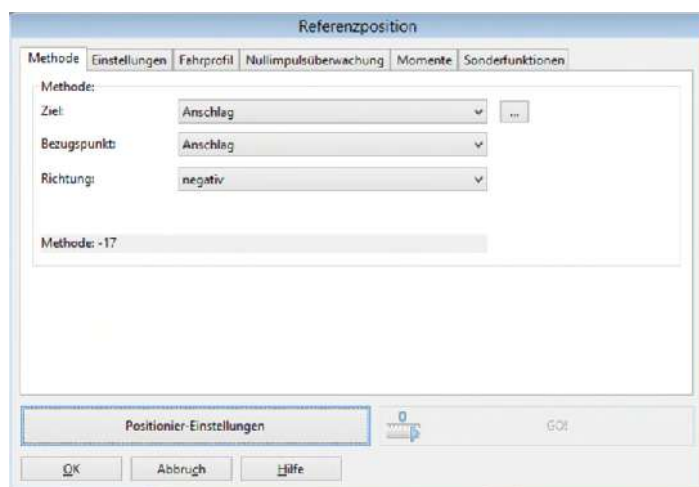 Referenzposition
Methode Einstellungen Fahrprofil Nullimpulsüberwachung Momente Sonderfunktionen
Methode:
Ziel: Anschlag ...
Bezugspunkt: Anschlag
Richtung: negativ
Methode: -17
Positionier-Einstellungen 0 GO!
OK Abbruch Hilfe